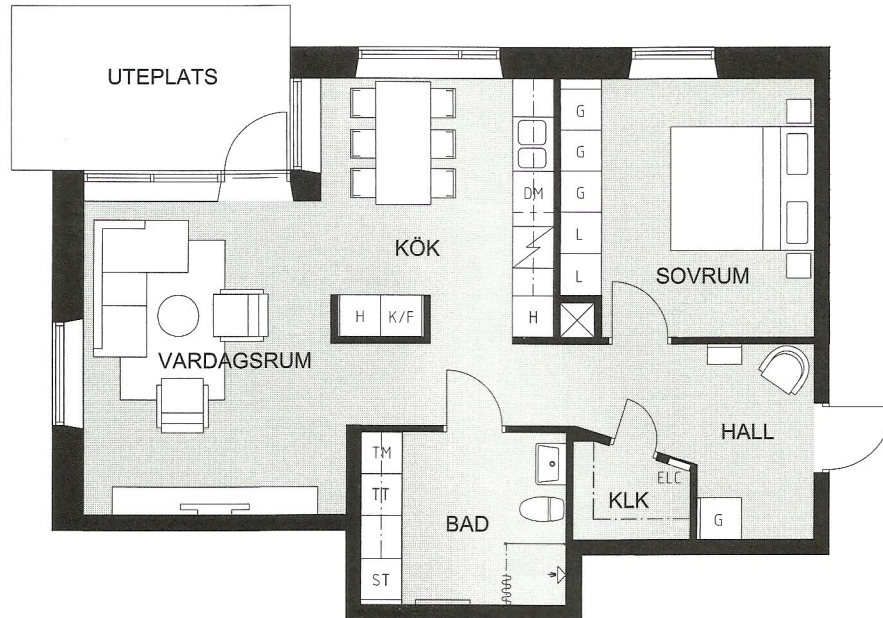 UTEPLATS
G
G
DM
G
KÖK
L
SOVRUM
L
H
K/F
H
VARDAGSRUM
HALL
TM
ELC
TT
KLK
BAD
G
ST